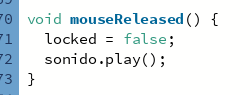 70 void mouseReleased() {
71   locked = false;
72   sonido.play();
73 }